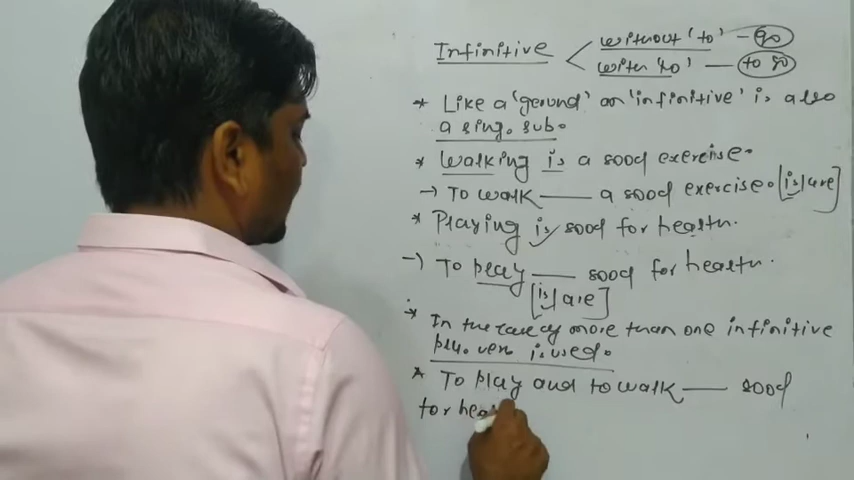 Infinitive < without 'to' - go
with 'to' — to go
* Like a 'gerund' an 'infinitive' is also
a sing. sub.
* Walking is a good exercise.
-) To walk —— a good exercise. [is/are]
* Playing is good for health.
-) To play —— good for health.
[is/are]
* In the case of more than one infinitive
plu. verb is used.
* To play and to walk —— good
for hea